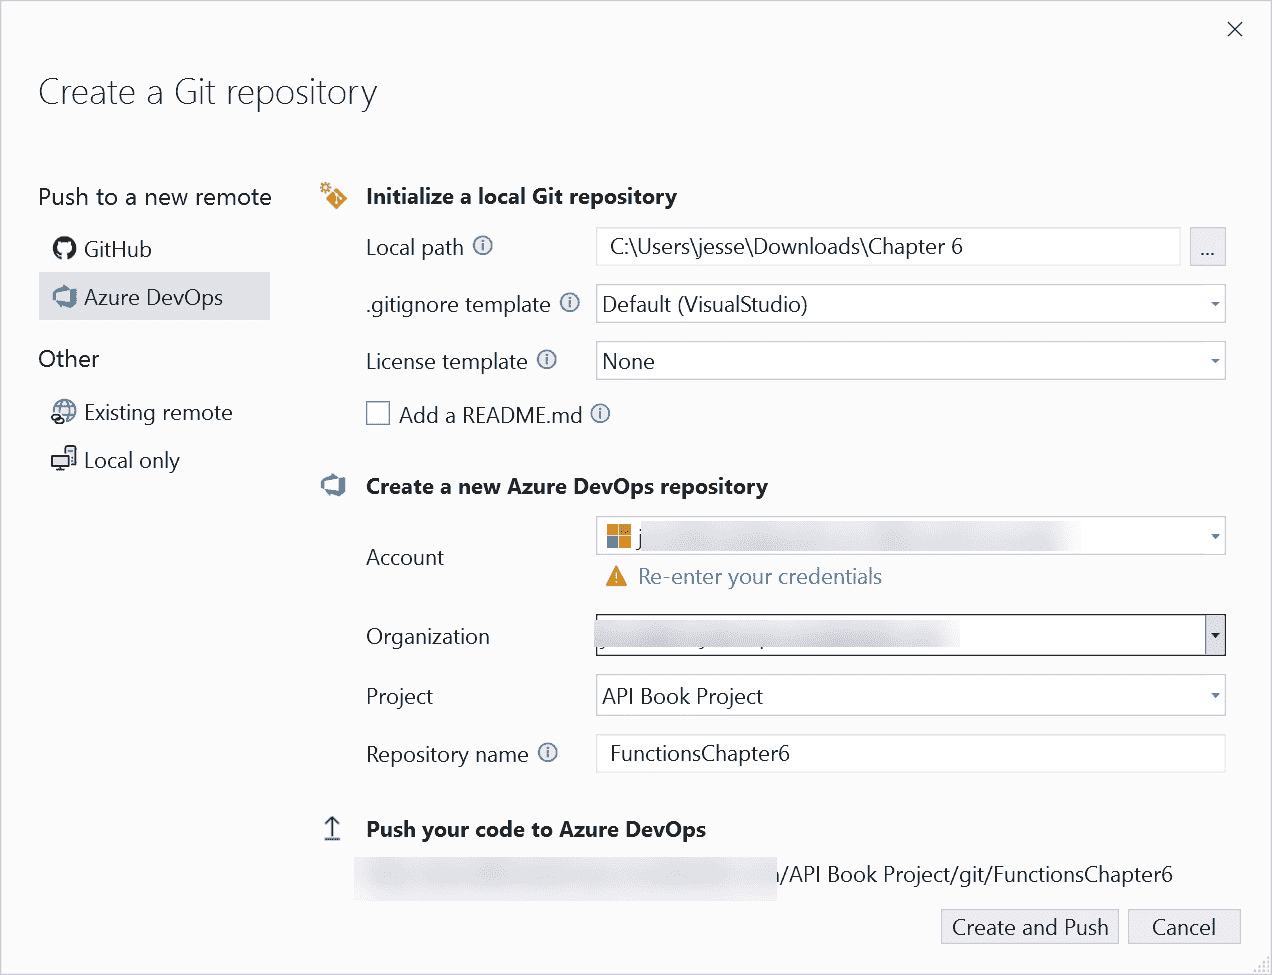 Create a Git repository
Push to a new remote
GitHub
Azure DevOps
Other
Existing remote
Local only
Initialize a local Git repository
Local path
C:\Users\jesse\Downloads\Chapter 6
...
.gitignore template
Default (VisualStudio)
License template
None
Add a README.md
Create a new Azure DevOps repository
Account
j
Re-enter your credentials
Organization
Project
API Book Project
Repository name
FunctionsChapter6
Push your code to Azure DevOps
/API Book Project/git/FunctionsChapter6
Create and Push
Cancel